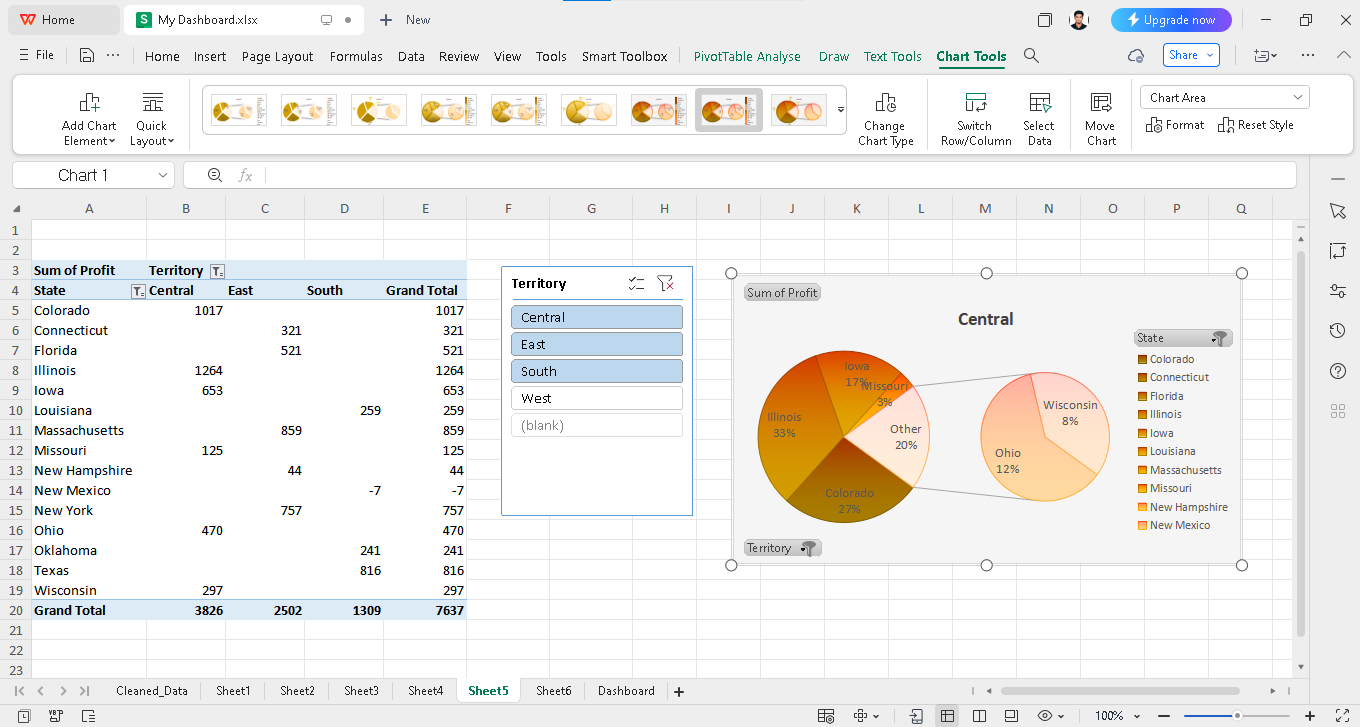 Home
My Dashboard.xlsx
New
Upgrade now
File
Home Insert Page Layout Formulas Data Review View Tools Smart Toolbox PivotTable Analyse Draw Text Tools Chart Tools
Share
Add Chart Element
Quick Layout
Change Chart Type
Switch Row/Column
Select Data
Move Chart
Chart Area
Format Reset Style
Chart 1
fx
A B C D E F G H I J K L M N O P Q
1
2
3 Sum of Profit Territory
4 State Central East South Grand Total
5 Colorado 1017 1017
6 Connecticut 321 321
7 Florida 521 521
8 Illinois 1264 1264
9 Iowa 653 653
10 Louisiana 259 259
11 Massachusetts 859 859
12 Missouri 125 125
13 New Hampshire 44 44
14 New Mexico -7 -7
15 New York 757 757
16 Ohio 470 470
17 Oklahoma 241 241
18 Texas 816 816
19 Wisconsin 297 297
20 Grand Total 3826 2502 1309 7637
21
22
23
Territory
Central
East
South
West
(blank)
Sum of Profit
Central
Iowa
17%
Missouri
3%
Illinois
33%
Other
20%
Colorado
27%
Wisconsin
8%
Ohio
12%
State
Colorado
Connecticut
Florida
Illinois
Iowa
Louisiana
Massachusetts
Missouri
New Hampshire
New Mexico
Territory
Cleaned_Data Sheet1 Sheet2 Sheet3 Sheet4 Sheet5 Sheet6 Dashboard
100%